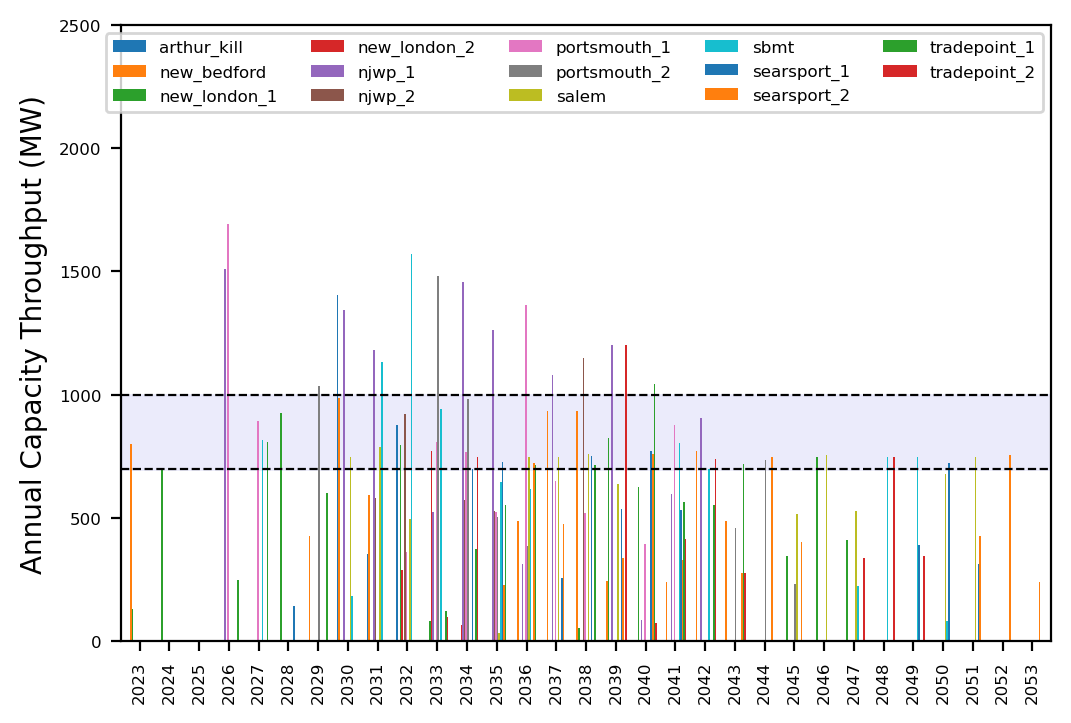 Annual Capacity Throughput (MW)
2500
2000
1500
1000
500
0
arthur_kill
new_bedford
new_london_1
new_london_2
njwp_1
njwp_2
portsmouth_1
portsmouth_2
salem
sbmt
searsport_1
searsport_2
tradepoint_1
tradepoint_2
2023
2024
2025
2026
2027
2028
2029
2030
2031
2032
2033
2034
2035
2036
2037
2038
2039
2040
2041
2042
2043
2044
2045
2046
2047
2048
2049
2050
2051
2052
2053